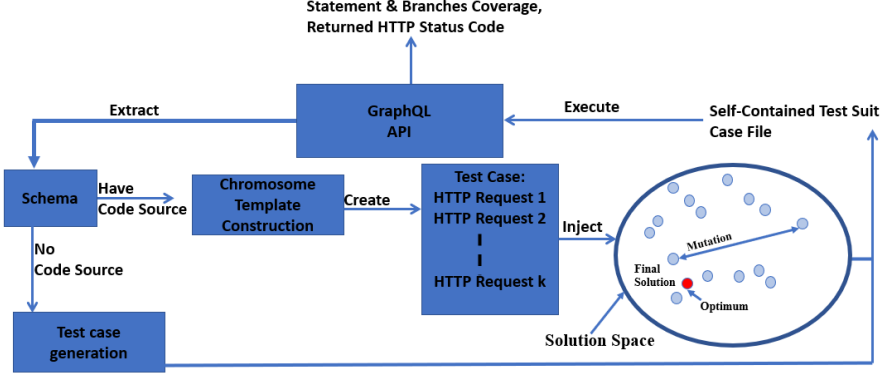 Statement & Branches Coverage,
Returned HTTP Status Code
Extract
GraphQL
API
Execute
Self-Contained Test Suit
Case File
Schema
Have
Code Source
Chromosome
Template
Construction
Create
Test Case:
HTTP Request 1
HTTP Request 2
HTTP Request k
Inject
Mutation
Final
Solution
Optimum
Solution Space
No
Code Source
Test case
generation